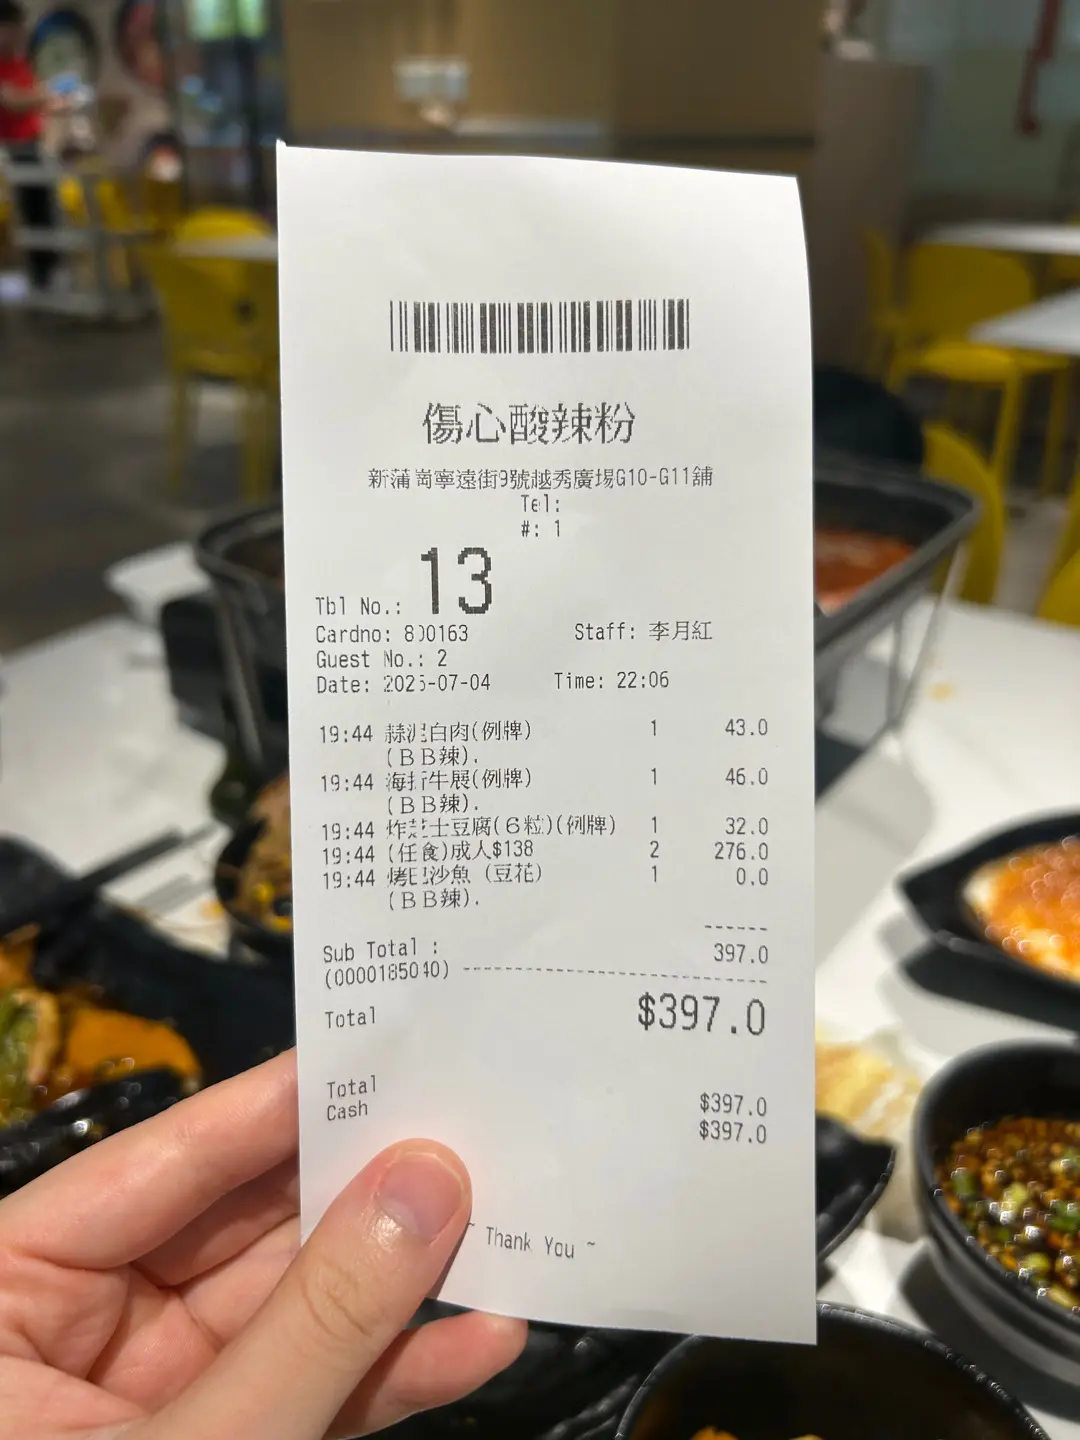 傷心酸辣粉
新蒲崗寧遠街9號越秀廣場G10-G11舖
Tel:
#: 1
Tbl No.: 13
Cardno: 800163 Staff: 李月紅
Guest No.: 2
Date: 2025-07-04 Time: 22:06
19:44 蒜泥白肉(例牌) 1 43.0
(ＢＢ辣).
19:44 海折牛展(例牌) 1 46.0
(ＢＢ辣).
19:44 炸芝士豆腐(６粒)(例牌) 1 32.0
19:44 (任食)成人$138 2 276.0
19:44 烤巴沙魚 (豆花) 1 0.0
(ＢＢ辣).
------
Sub Total : 397.0
(0000185040) ------------------------
Total $397.0
Total $397.0
Cash $397.0
~ Thank You ~